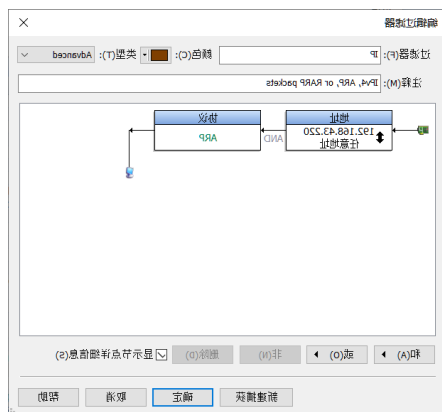 编辑过滤器
过滤器(F): IP 颜色(C): 类型(T): Advanced
注释(M): IPv4, ARP, or RARP packets
地址 协议
192.168.43.220 AND ARP
任意地址
和(A) 或(O) 非(N) 删除(D) 显示节点详细信息(S)
新建捕获 确定 取消 帮助